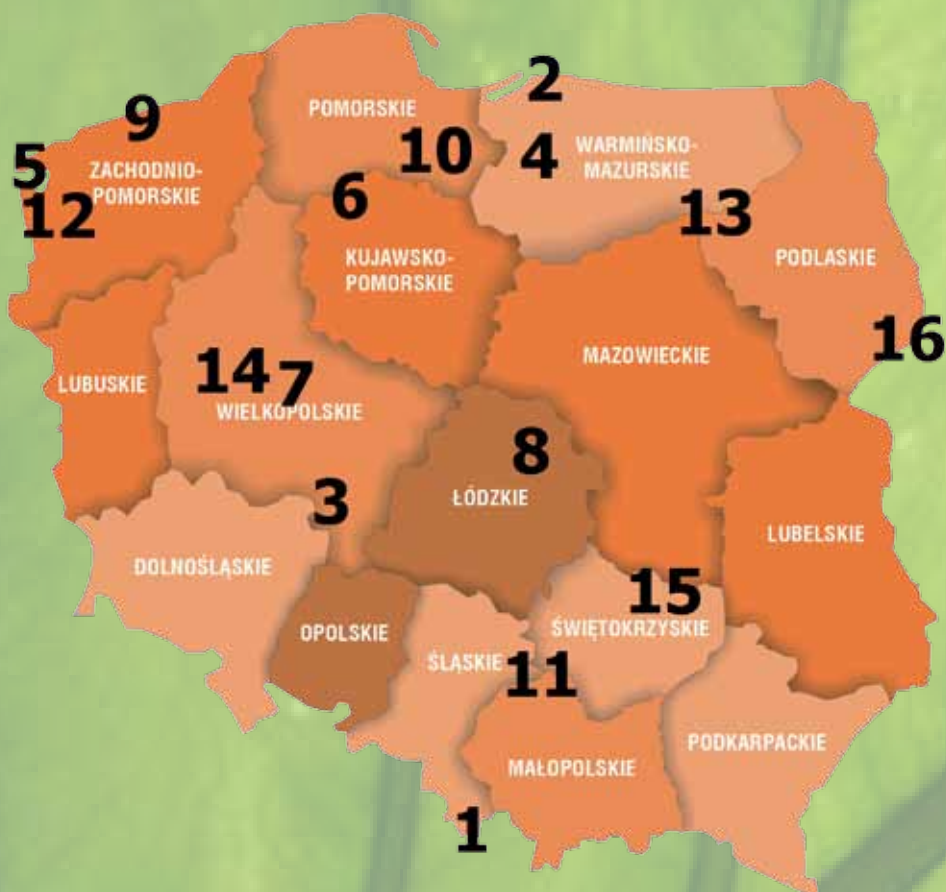 2
POMORSKIE
9
10
4
WARMIŃSKO-
MAZURSKIE
5
ZACHODNIO-
POMORSKIE
12
6
13
KUJAWSKO-
POMORSKIE
PODLASKIE
16
MAZOWIECKIE
LUBUSKIE
14
7
WIELKOPOLSKIE
8
ŁÓDZKIE
3
LUBELSKIE
DOLNOŚLĄSKIE
15
ŚWIĘTOKRZYSKIE
OPOLSKIE
ŚLĄSKIE
11
PODKARPACKIE
MAŁOPOLSKIE
1